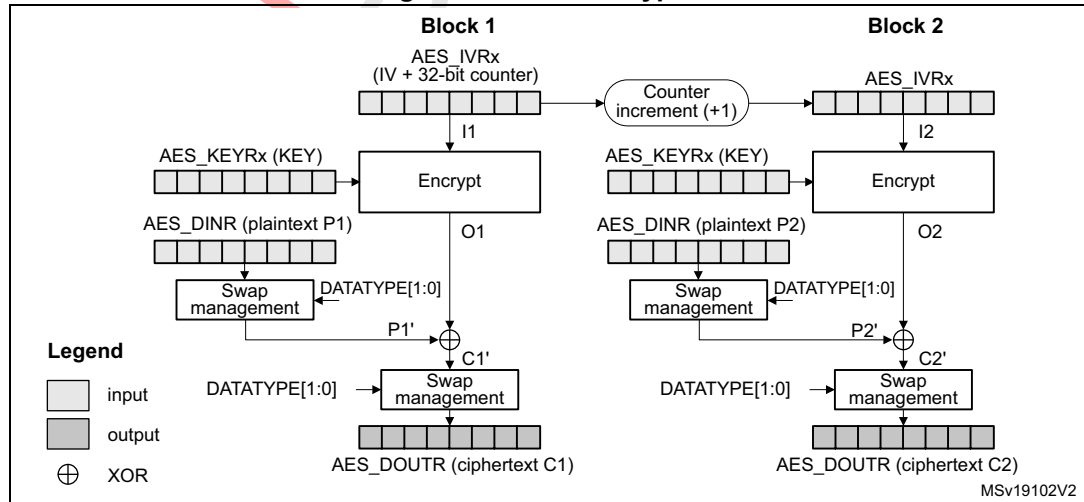 Block 1
Block 2
AES_IVRx
(IV + 32-bit counter)
Counter
increment (+1)
AES_IVRx
I1
I2
AES_KEYRx (KEY)
Encrypt
AES_KEYRx (KEY)
Encrypt
AES_DINR (plaintext P1)
O1
AES_DINR (plaintext P2)
O2
Swap
management
DATATYPE[1:0]
Swap
management
DATATYPE[1:0]
P1'
P2'
Legend
C1'
C2'
input
DATATYPE[1:0]
Swap
management
DATATYPE[1:0]
Swap
management
output
XOR
AES_DOUTR (ciphertext C1)
AES_DOUTR (ciphertext C2)
MSv19102V2